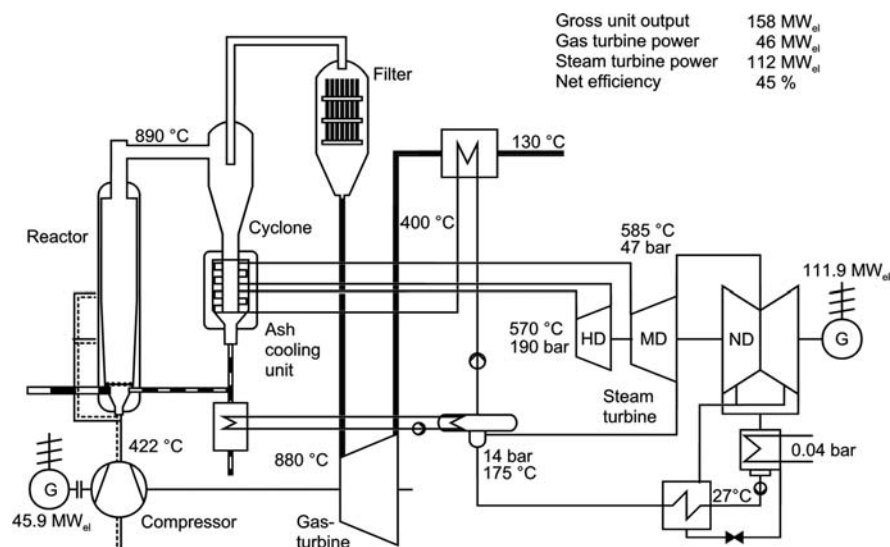 Gross unit output 158 MWel
Gas turbine power 46 MWel
Steam turbine power 112 MWel
Net efficiency 45 %
Filter
890 °C
130 °C
Cyclone
400 °C
Reactor
585 °C
47 bar
111.9 MWel
HD
MD
ND
G
570 °C
190 bar
Ash
cooling
unit
Steam
turbine
422 °C
880 °C
14 bar
175 °C
0.04 bar
27°C
G
45.9 MWel
Compressor
Gas-
turbine